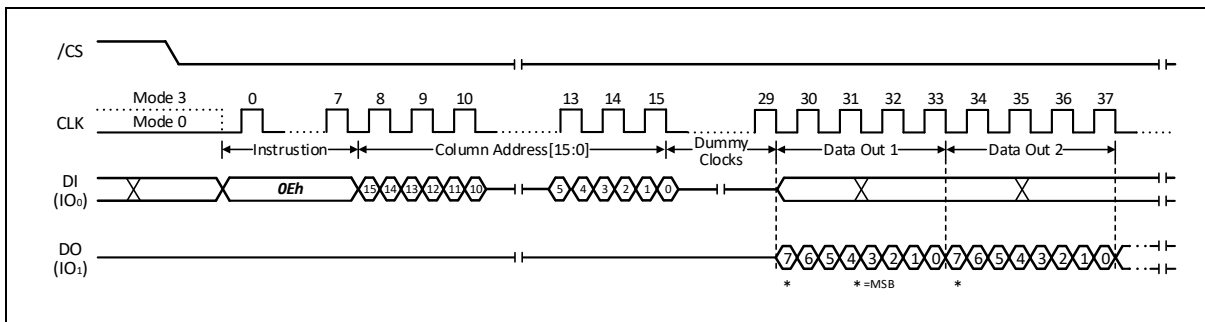 /CS
Mode 3
0 7 8 9 10 13 14 15 29 30 31 32 33 34 35 36 37
CLK Mode 0
Instrustion Column Address[15:0] Dummy Clocks Data Out 1 Data Out 2
DI (IO0) 0Eh 15 14 13 12 11 10 5 4 3 2 1 0
DO (IO1) 7 6 5 4 3 2 1 0 7 6 5 4 3 2 1 0
* * =MSB *